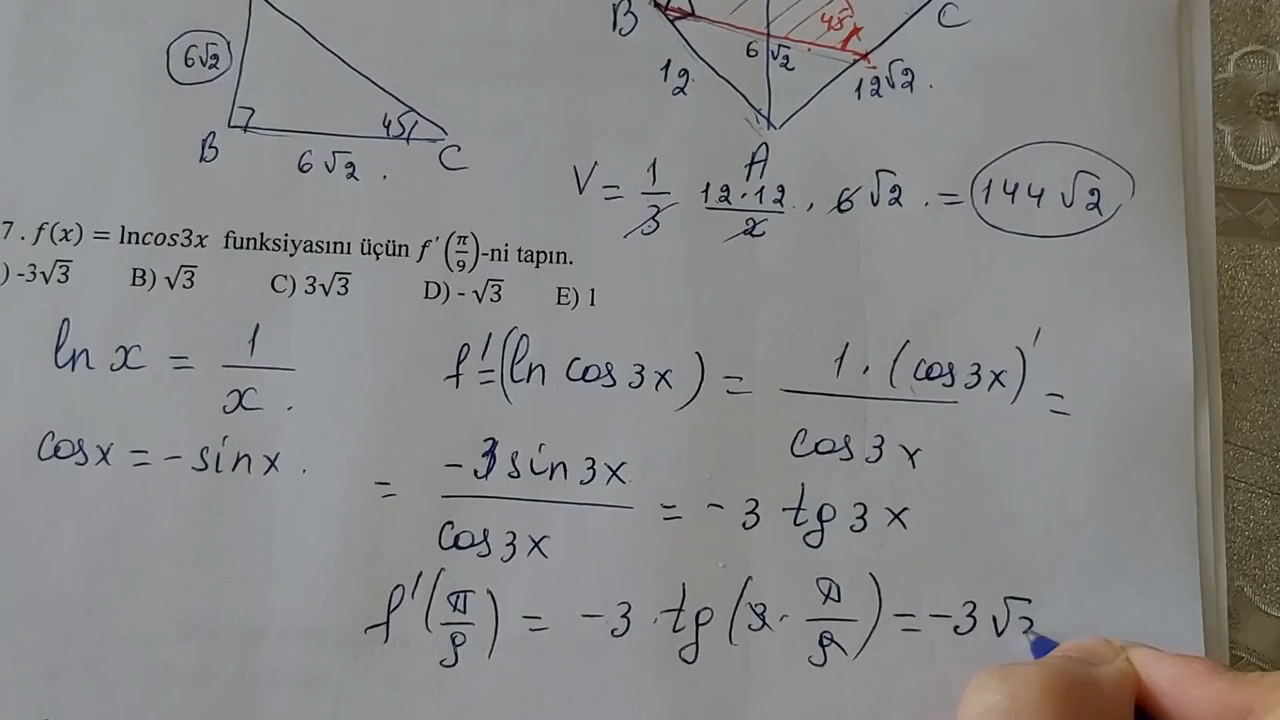 6√2
B
45
6√2 .
C
B
C
45
6√2
12
12√2 .
A
V = 1/3 12·12/2 · 6√2 . = 144√2
7 . f(x) = lncos3x funksiyasını üçün f′(π/9)-ni tapın.
) -3√3 B) √3 C) 3√3 D) - √3 E) 1
ln x = 1/x .
f′=(ln cos 3x) = 1 · (cos 3x)′ / cos 3x =
cos x = - sin x .
= -3 sin 3x / cos 3x = -3 tg 3x
f′(π/9) = -3 · tg(3 · π/9) = -3√3